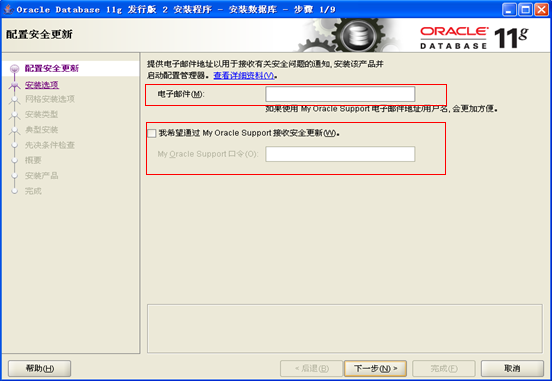 Oracle Database 11g 发行版 2 安装程序 - 安装数据库 - 步骤 1/9
配置安全更新
ORACLE 11g
DATABASE
配置安全更新
安装选项
网格安装选项
安装类型
典型安装
先决条件检查
概要
安装产品
完成
提供电子邮件地址以用于接收有关安全问题的通知, 安装该产品并
启动配置管理器。查看详细资料(V)。
电子邮件(M):
如果使用 My Oracle Support 电子邮件地址/用户名, 会更加方便。
我希望通过 My Oracle Support 接收安全更新(W)。
My Oracle Support 口令(O):
帮助(H)
< 后退(B)
下一步(N) >
完成(F)
取消